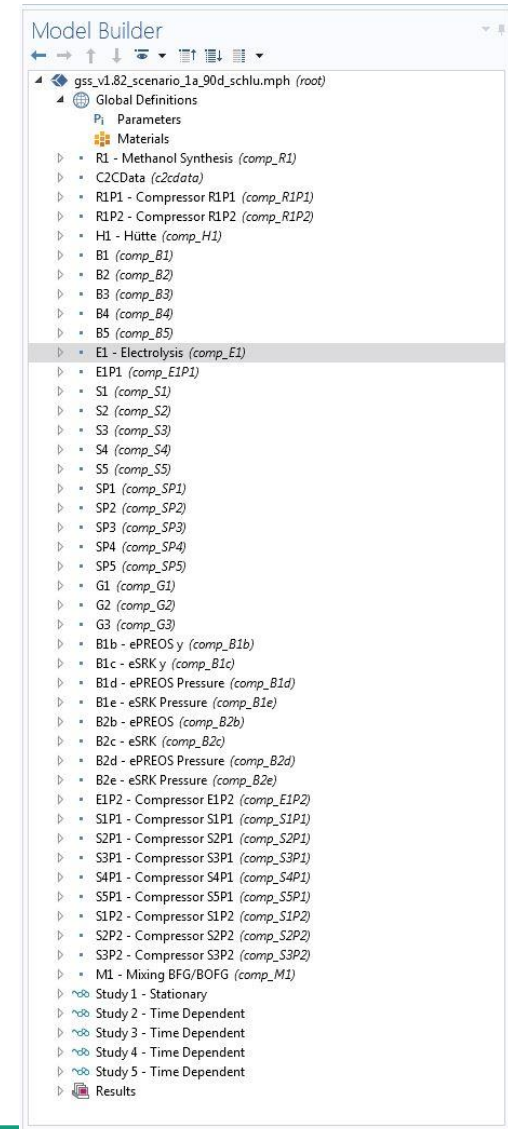 Model Builder
gss_v1.82_scenario_1a_90d_schlu.mph (root)
Global Definitions
Pi Parameters
Materials
R1 - Methanol Synthesis (comp_R1)
C2CData (c2cdata)
R1P1 - Compressor R1P1 (comp_R1P1)
R1P2 - Compressor R1P2 (comp_R1P2)
H1 - Hütte (comp_H1)
B1 (comp_B1)
B2 (comp_B2)
B3 (comp_B3)
B4 (comp_B4)
B5 (comp_B5)
E1 - Electrolysis (comp_E1)
E1P1 (comp_E1P1)
S1 (comp_S1)
S2 (comp_S2)
S3 (comp_S3)
S4 (comp_S4)
S5 (comp_S5)
SP1 (comp_SP1)
SP2 (comp_SP2)
SP3 (comp_SP3)
SP4 (comp_SP4)
SP5 (comp_SP5)
G1 (comp_G1)
G2 (comp_G2)
G3 (comp_G3)
B1b - ePREOS y (comp_B1b)
B1c - eSRK y (comp_B1c)
B1d - ePREOS Pressure (comp_B1d)
B1e - eSRK Pressure (comp_B1e)
B2b - ePREOS (comp_B2b)
B2c - eSRK (comp_B2c)
B2d - ePREOS Pressure (comp_B2d)
B2e - eSRK Pressure (comp_B2e)
E1P2 - Compressor E1P2 (comp_E1P2)
S1P1 - Compressor S1P1 (comp_S1P1)
S2P1 - Compressor S2P1 (comp_S2P1)
S3P1 - Compressor S3P1 (comp_S3P1)
S4P1 - Compressor S4P1 (comp_S4P1)
S5P1 - Compressor S5P1 (comp_S5P1)
S1P2 - Compressor S1P2 (comp_S1P2)
S2P2 - Compressor S2P2 (comp_S2P2)
S3P2 - Compressor S3P2 (comp_S3P2)
M1 - Mixing BFG/BOFG (comp_M1)
Study 1 - Stationary
Study 2 - Time Dependent
Study 3 - Time Dependent
Study 4 - Time Dependent
Study 5 - Time Dependent
Results